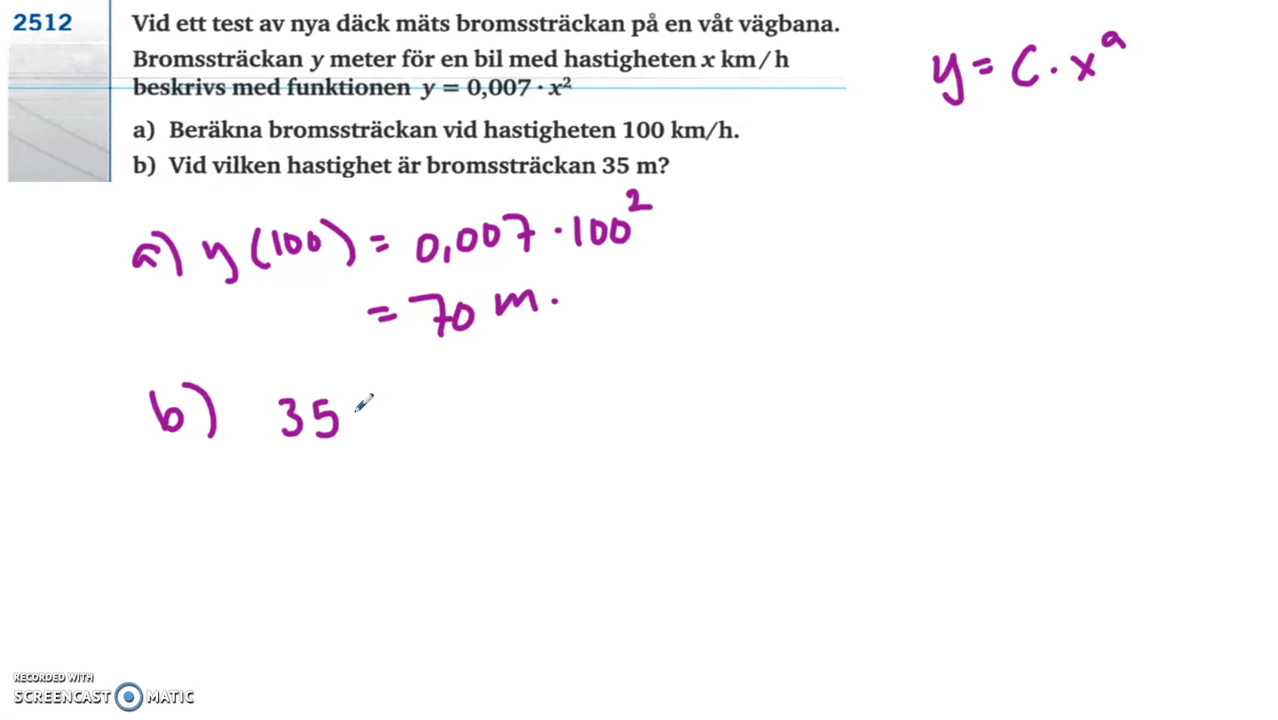 2512
Vid ett test av nya däck mäts bromssträckan på en våt vägbana.
Bromssträckan y meter för en bil med hastigheten x km/h
beskrivs med funktionen y = 0,007 · x²
a) Beräkna bromssträckan vid hastigheten 100 km/h.
b) Vid vilken hastighet är bromssträckan 35 m?
y = C · x^a
a) y(100) = 0,007 · 100²
= 70 m.
b) 35
RECORDED WITH
SCREENCAST MATIC